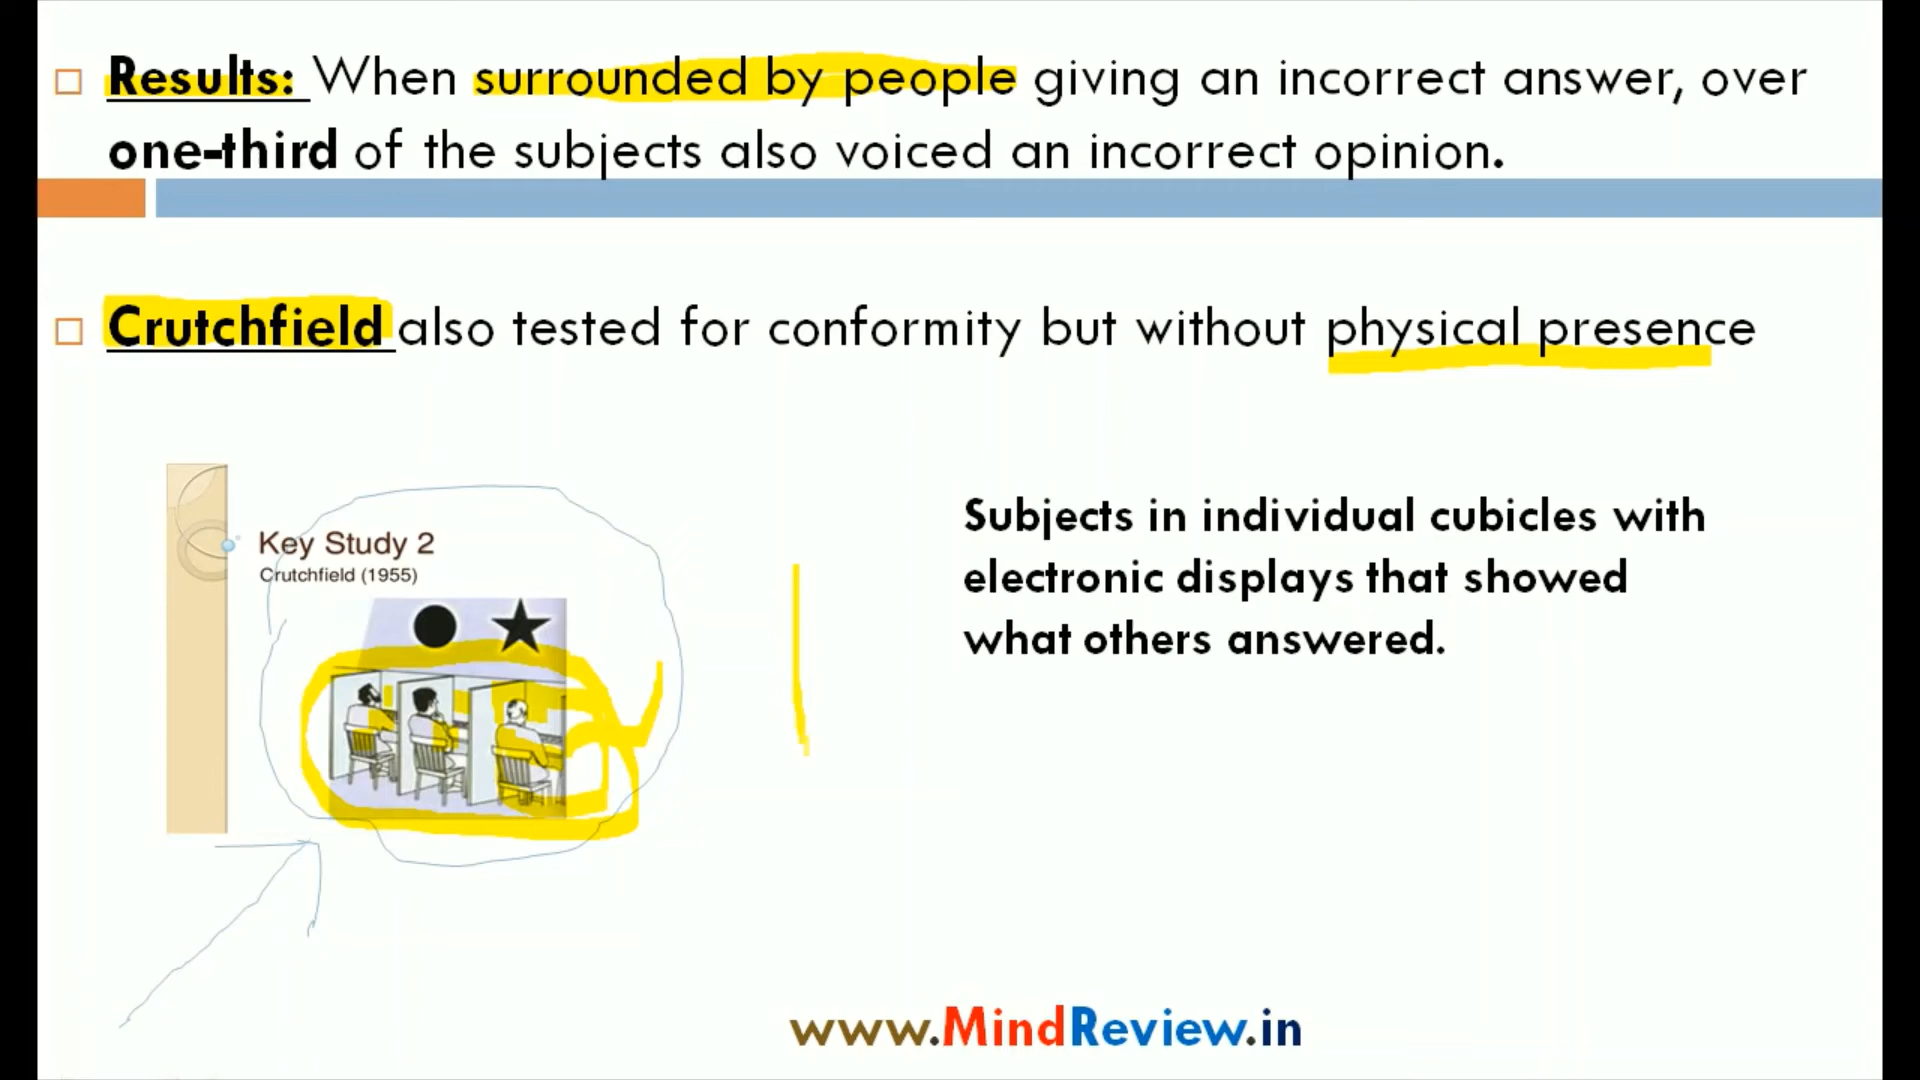 Results: When surrounded by people giving an incorrect answer, over
one-third of the subjects also voiced an incorrect opinion.
Crutchfield also tested for conformity but without physical presence
Key Study 2
Crutchfield (1955)
Subjects in individual cubicles with
electronic displays that showed
what others answered.
www.MindReview.in